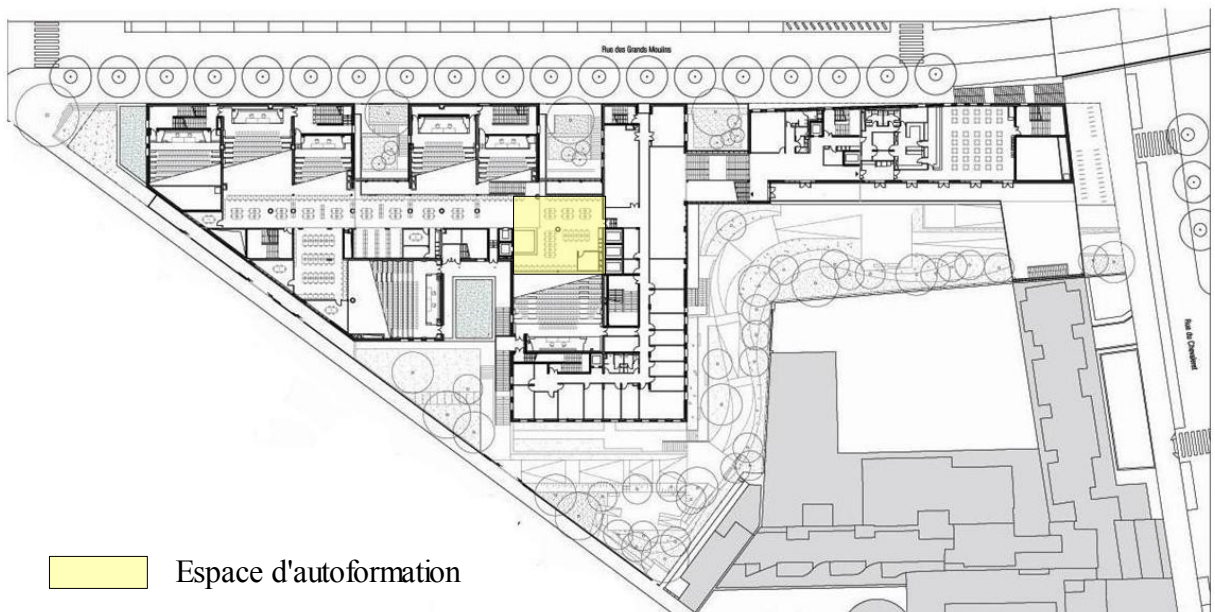 Rue des Grands Moulins
Rue du Chevaleret
Espace d'autoformation